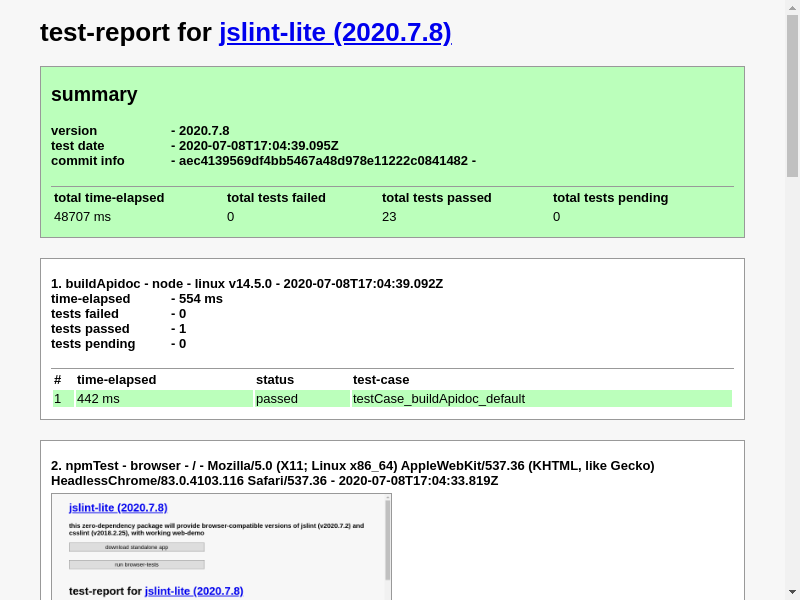 test-report for jslint-lite (2020.7.8)
summary
version - 2020.7.8
test date - 2020-07-08T17:04:39.095Z
commit info - aec4139569df4bb5467a48d978e11222c0841482 -
total time-elapsed total tests failed total tests passed total tests pending
48707 ms 0 23 0
1. buildApidoc - node - linux v14.5.0 - 2020-07-08T17:04:39.092Z
time-elapsed - 554 ms
tests failed - 0
tests passed - 1
tests pending - 0
# time-elapsed status test-case
1 442 ms passed testCase_buildApidoc_default
2. npmTest - browser - / - Mozilla/5.0 (X11; Linux x86_64) AppleWebKit/537.36 (KHTML, like Gecko)
HeadlessChrome/83.0.4103.116 Safari/537.36 - 2020-07-08T17:04:33.819Z
jslint-lite (2020.7.8)
this zero-dependency package will provide browser-compatible versions of jslint (v2020.7.2) and
csslint (v2018.2.25), with working web-demo
download standalone app
run browser-tests
test-report for jslint-lite (2020.7.8)